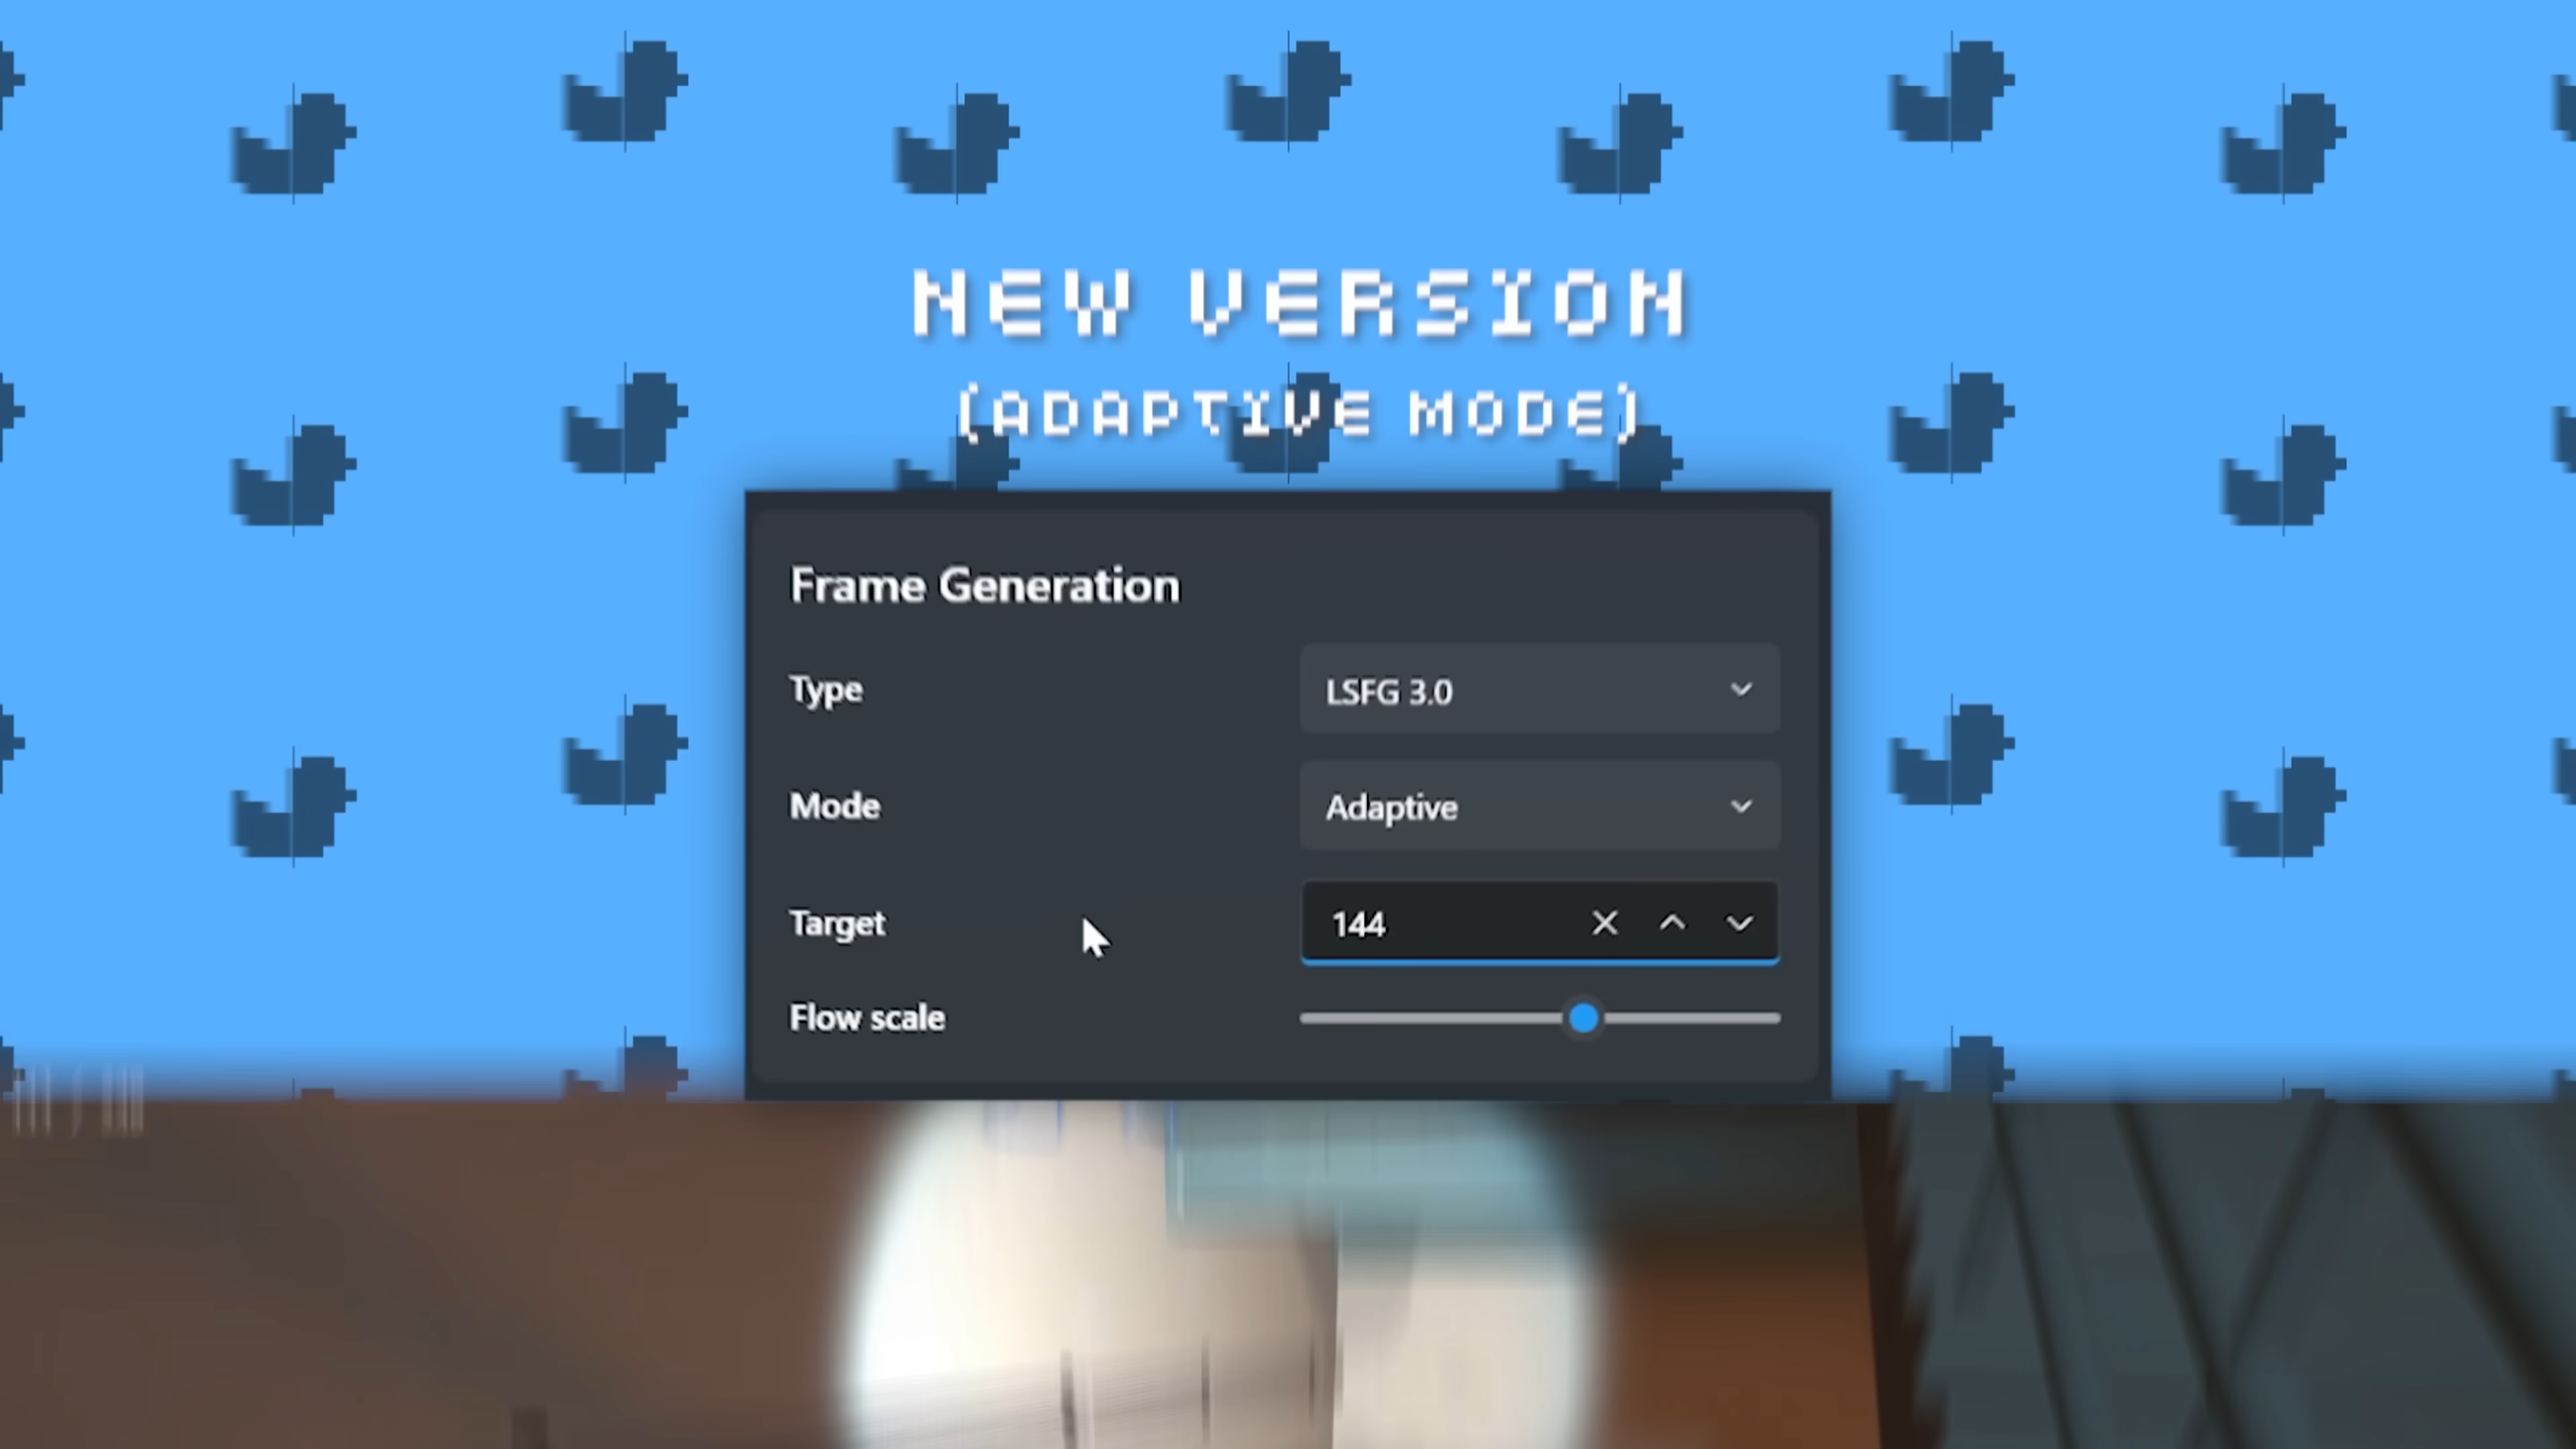 NEW VERSION
(ADAPTIVE MODE)
Frame Generation
Type LSFG 3.0
Mode Adaptive
Target 144
Flow scale